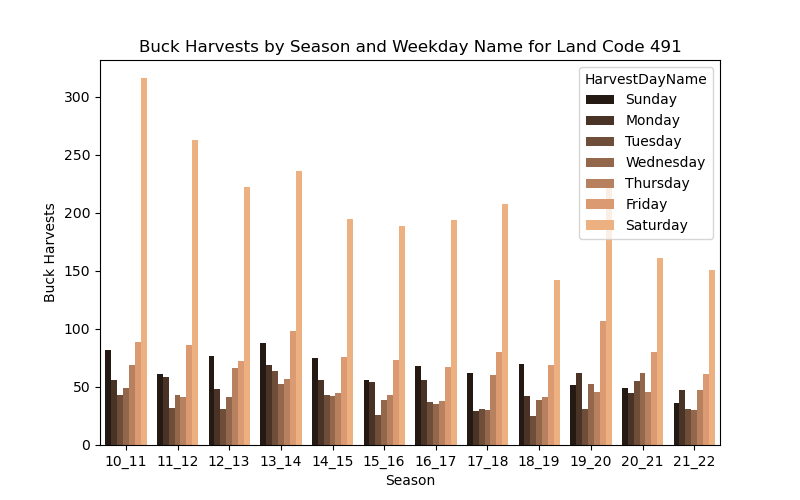 Buck Harvests by Season and Weekday Name for Land Code 491
HarvestDayName
Sunday
Monday
Tuesday
Wednesday
Thursday
Friday
Saturday
300
250
200
150
100
50
0
Buck Harvests
10_11 11_12 12_13 13_14 14_15 15_16 16_17 17_18 18_19 19_20 20_21 21_22
Season